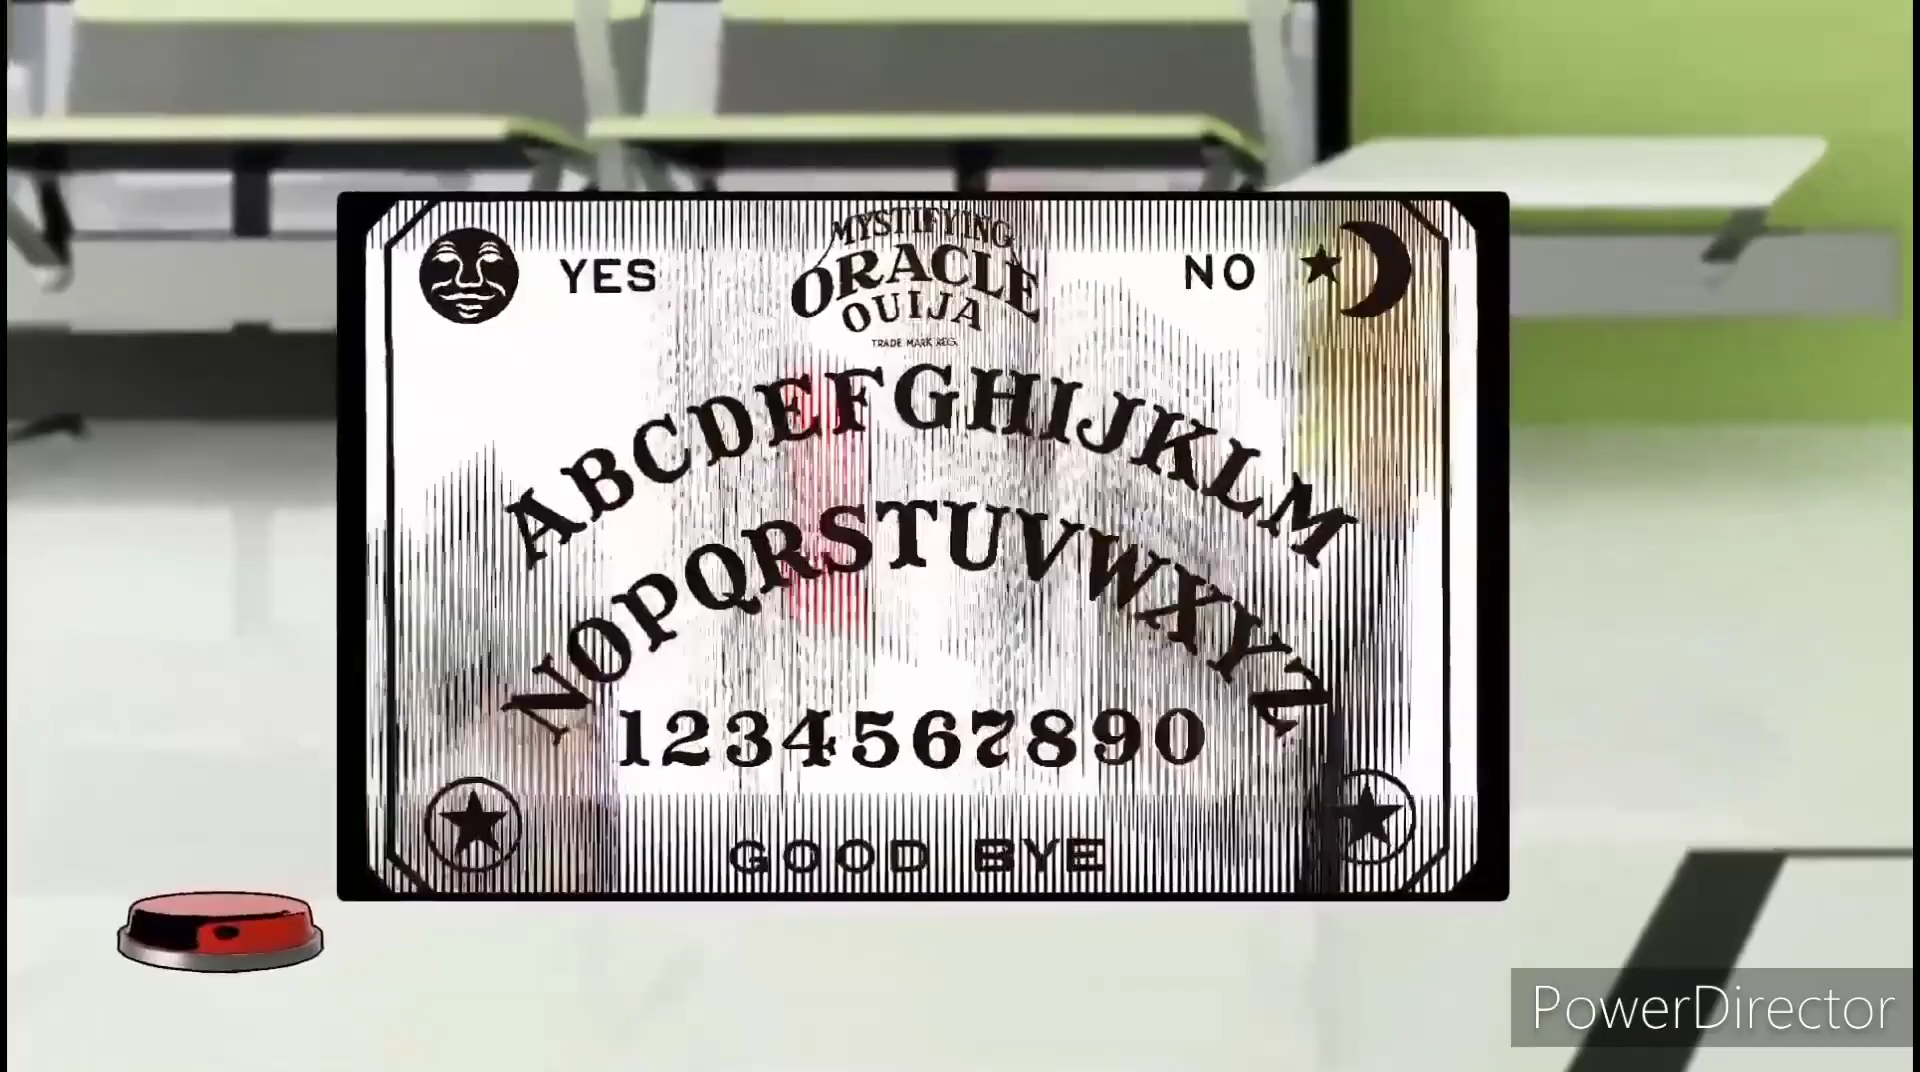 MYSTIFYING
ORACLE
OUIJA
TRADE MARK REG.
YES
NO
ABCDEFGHIJKLM
NOPQRSTUVWXYZ
1234567890
GOOD BYE
PowerDirector